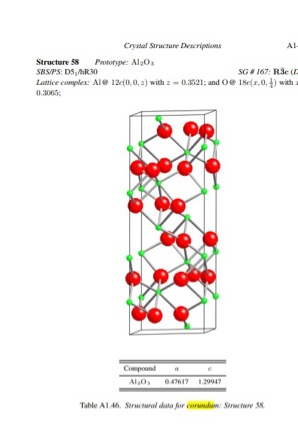 Crystal Structure Descriptions A1-
Structure 58 Prototype: Al₂O₃
SBS/PS: D5₁/hR30 SG # 167: R3̄c (D
Lattice complex: Al @ 12c(0, 0, z) with z = 0.3521; and O @ 18e(x, 0, ¼) with
0.3065;
Compound a c
Al₂O₃ 0.47617 1.29947
Table A1.46. Structural data for corundum: Structure 58.